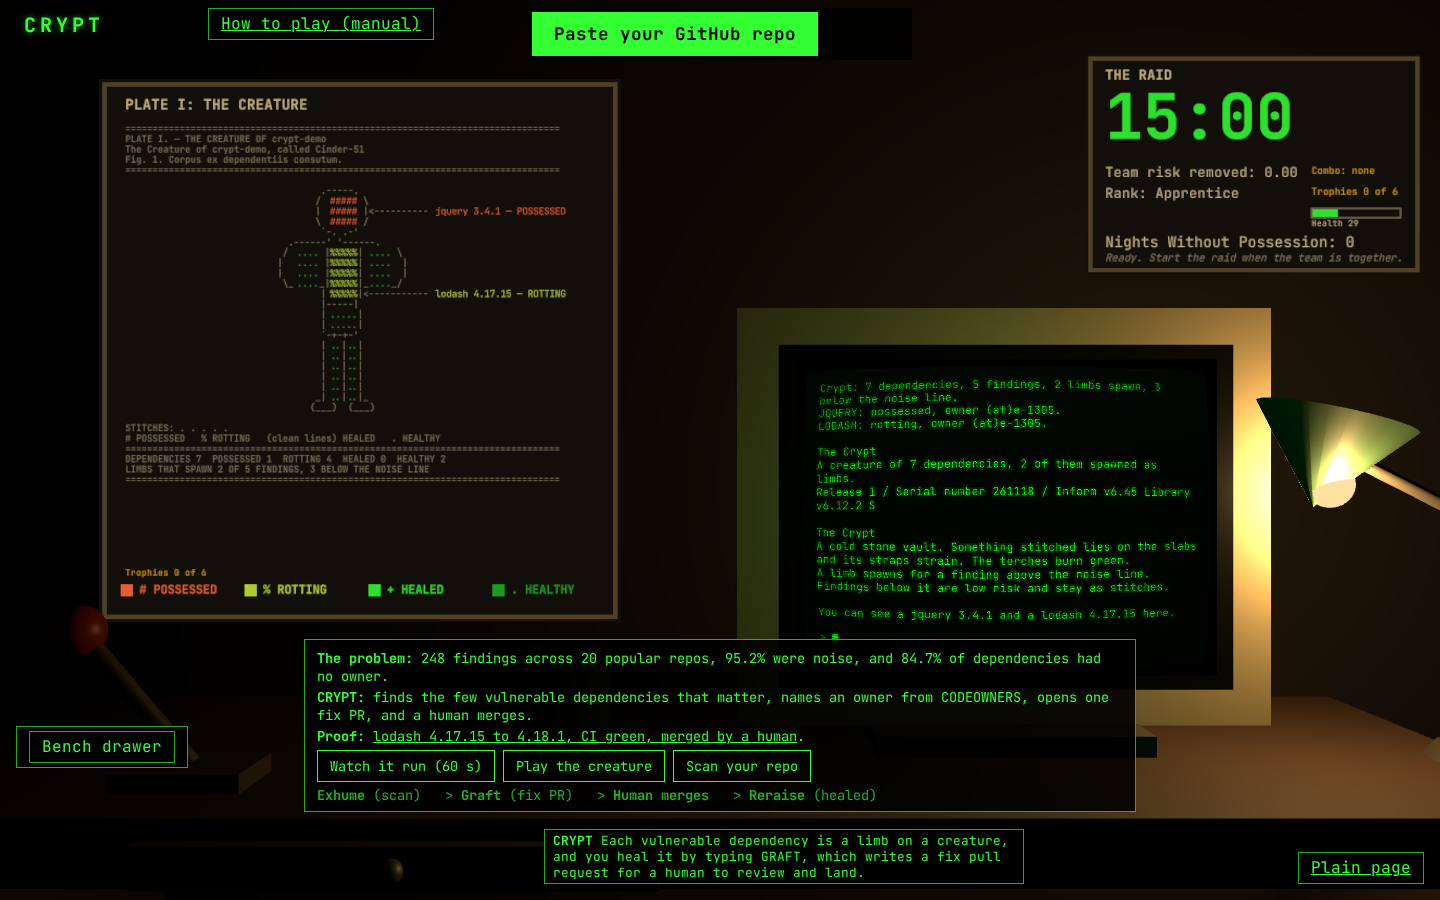 CRYPT
How to play (manual)
Paste your GitHub repo
PLATE I: THE CREATURE
PLATE I. — THE CREATURE OF crypt-demo
The Creature of crypt-demo, called Cinder-51
Fig. 1. Corpus ex dependentiis consutum.
jquery 3.4.1 — POSSESSED
lodash 4.17.15 — ROTTING
STITCHES: . . . . .
# POSSESSED % ROTTING (clean lines) HEALED . HEALTHY
DEPENDENCIES 7 POSSESSED 1 ROTTING 4 HEALED 0 HEALTHY 2
LIMBS THAT SPAWN 2 OF 5 FINDINGS, 3 BELOW THE NOISE LINE
Trophies 0 of 6
# POSSESSED % ROTTING + HEALED . HEALTHY
THE RAID
15:00
Team risk removed: 0.00 Combo: none
Rank: Apprentice Trophies 0 of 6
Health 29
Nights Without Possession: 0
Ready. Start the raid when the team is together.
Crypt: 7 dependencies, 5 findings, 2 limbs spawn, 3
below the noise line.
JQUERY: possessed, owner (at)e-1305.
LODASH: rotting, owner (at)e-1305.
The Crypt
A creature of 7 dependencies, 2 of them spawned as
limbs.
Release 1 / Serial number 261118 / Inform v6.45 Library
v6.12.2 S
The Crypt
A cold stone vault. Something stitched lies on the slabs
and its straps strain. The torches burn green.
A limb spawns for a finding above the noise line.
Findings below it are low risk and stay as stitches.
You can see a jquery 3.4.1 and a lodash 4.17.15 here.
>
The problem: 248 findings across 20 popular repos, 95.2% were noise, and 84.7% of dependencies had
no owner.
CRYPT: finds the few vulnerable dependencies that matter, names an owner from CODEOWNERS, opens one
fix PR, and a human merges.
Proof: lodash 4.17.15 to 4.18.1, CI green, merged by a human.
Watch it run (60 s) Play the creature Scan your repo
Exhume (scan) > Graft (fix PR) > Human merges > Reraise (healed)
Bench drawer
CRYPT Each vulnerable dependency is a limb on a creature,
and you heal it by typing GRAFT, which writes a fix pull
request for a human to review and land.
Plain page